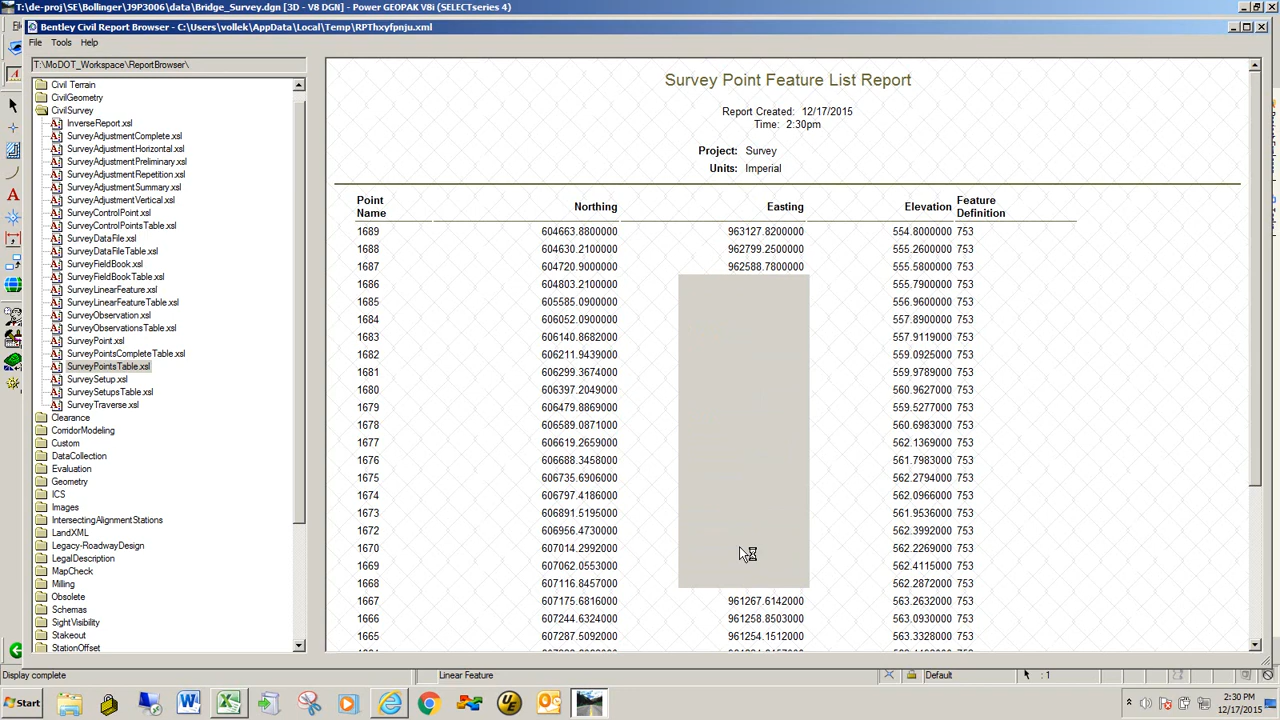 T:\de-proj\SE\Bollinger\J9P3006\data\Bridge_Survey.dgn [3D - V8 DGN] - Power GEOPAK V8i (SELECTseries 4)
Bentley Civil Report Browser - C:\Users\vollek\AppData\Local\Temp\RPThxyfpnju.xml
File Tools Help
T:\MoDOT_Workspace\ReportBrowser\
Civil Terrain
CivilGeometry
CivilSurvey
InverseReport.xsl
SurveyAdjustmentComplete.xsl
SurveyAdjustmentHorizontal.xsl
SurveyAdjustmentPreliminary.xsl
SurveyAdjustmentRepetition.xsl
SurveyAdjustmentSummary.xsl
SurveyAdjustmentVertical.xsl
SurveyControlPoint.xsl
SurveyControlPointsTable.xsl
SurveyDataFile.xsl
SurveyDataFileTable.xsl
SurveyFieldBook.xsl
SurveyFieldBookTable.xsl
SurveyLinearFeature.xsl
SurveyLinearFeatureTable.xsl
SurveyObservation.xsl
SurveyObservationsTable.xsl
SurveyPoint.xsl
SurveyPointsCompleteTable.xsl
SurveyPointsTable.xsl
SurveySetup.xsl
SurveySetupsTable.xsl
SurveyTraverse.xsl
Clearance
CorridorModeling
Custom
DataCollection
Evaluation
Geometry
ICS
Images
IntersectingAlignmentStations
LandXML
Legacy-RoadwayDesign
LegalDescription
MapCheck
Milling
Obsolete
Schemas
SightVisibility
Stakeout
StationOffset
Survey Point Feature List Report
Report Created: 12/17/2015
Time: 2:30pm
Project: Survey
Units: Imperial
Point Name Northing Easting Elevation Feature Definition
1689 604663.8800000 963127.8200000 554.8000000 753
1688 604630.2100000 962799.2500000 555.2600000 753
1687 604720.9000000 962588.7800000 555.5800000 753
1686 604803.2100000 555.7900000 753
1685 605585.0900000 556.9600000 753
1684 606052.0900000 557.8900000 753
1683 606140.8682000 557.9119000 753
1682 606211.9439000 559.0925000 753
1681 606299.3674000 559.9789000 753
1680 606397.2049000 560.9627000 753
1679 606479.8869000 559.5277000 753
1678 606589.0871000 560.6983000 753
1677 606619.2659000 562.1369000 753
1676 606688.3458000 561.7983000 753
1675 606735.6906000 562.2794000 753
1674 606797.4186000 562.0966000 753
1673 606891.5195000 561.9536000 753
1672 606956.4730000 562.3992000 753
1670 607014.2992000 562.2269000 753
1669 607062.0553000 562.4115000 753
1668 607116.8457000 562.2872000 753
1667 607175.6816000 961267.6142000 563.2632000 753
1666 607244.6324000 961258.8503000 563.0930000 753
1665 607287.5092000 961254.1512000 563.3328000 753
Display complete Linear Feature Default : 1
Start
2:30 PM
12/17/2015